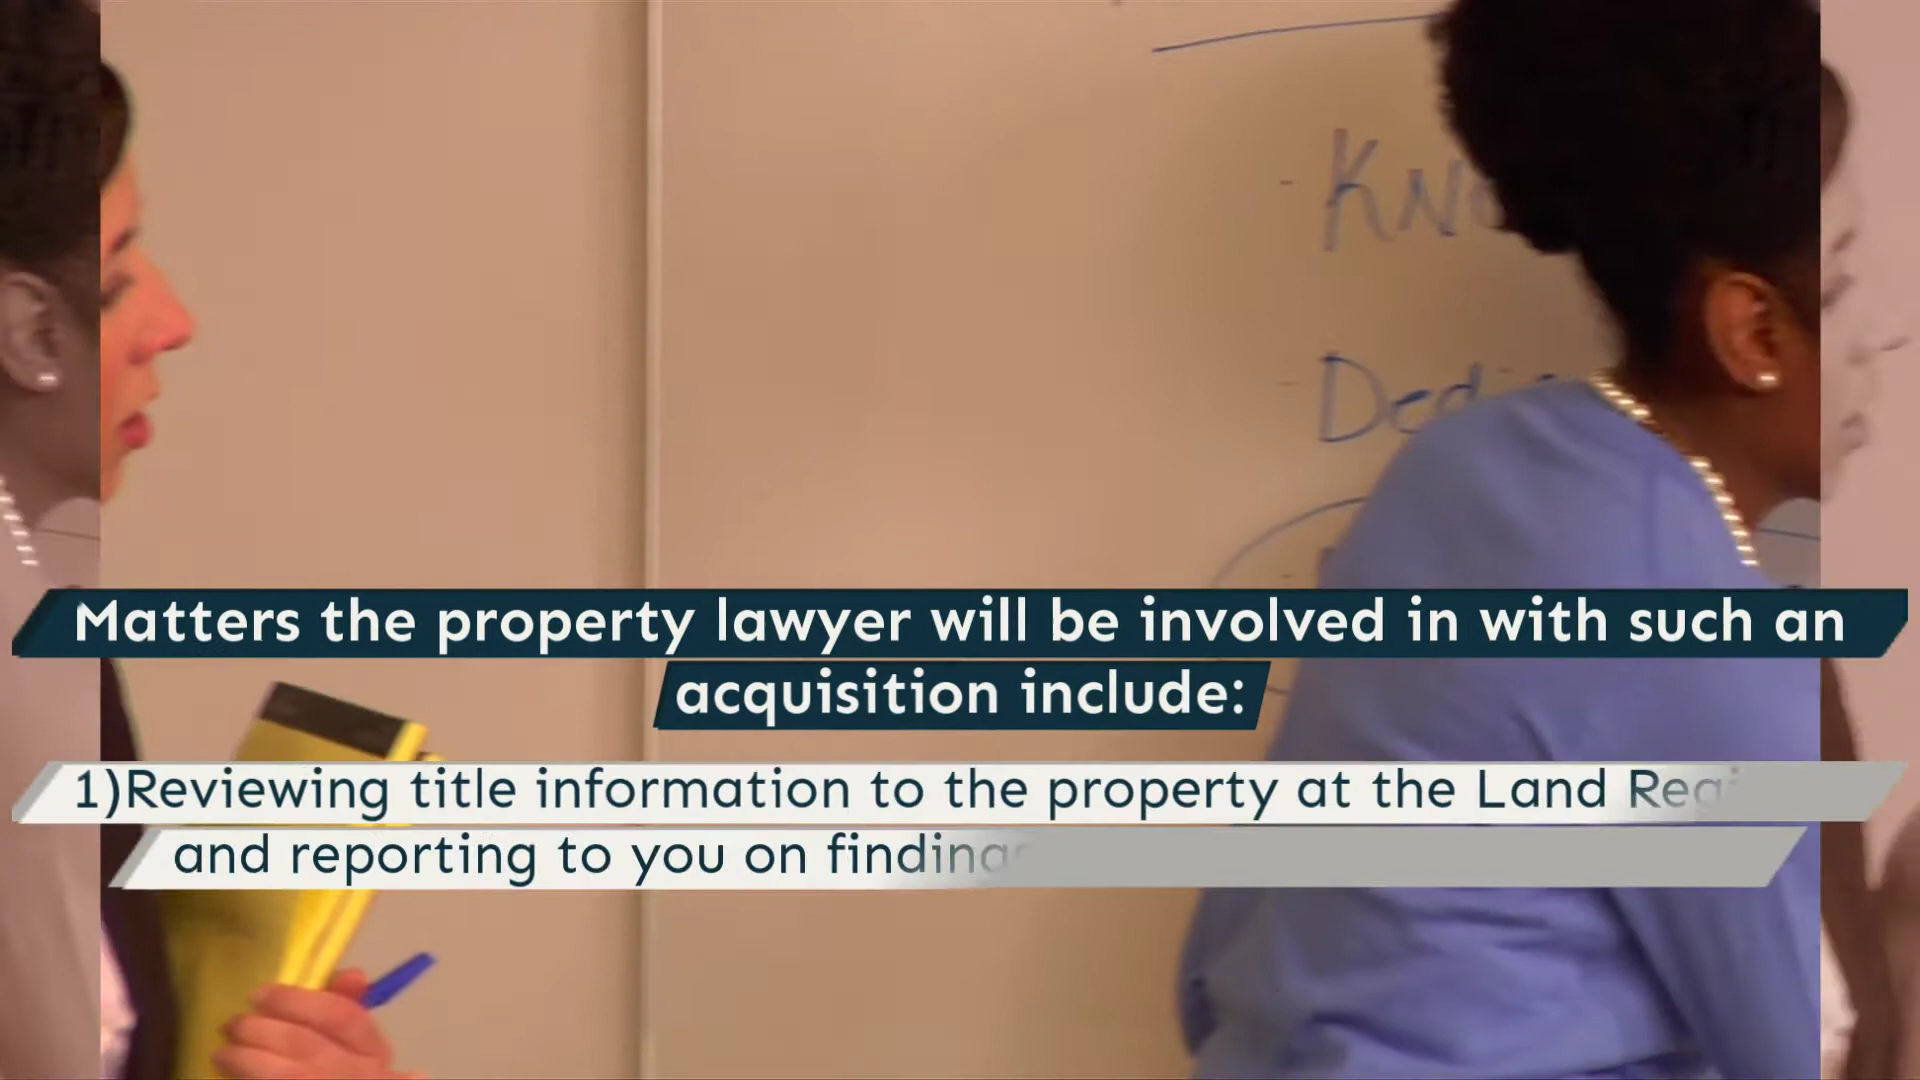 Matters the property lawyer will be involved in with such an
acquisition include:
1)Reviewing title information to the property at the Land
and reporting to you on